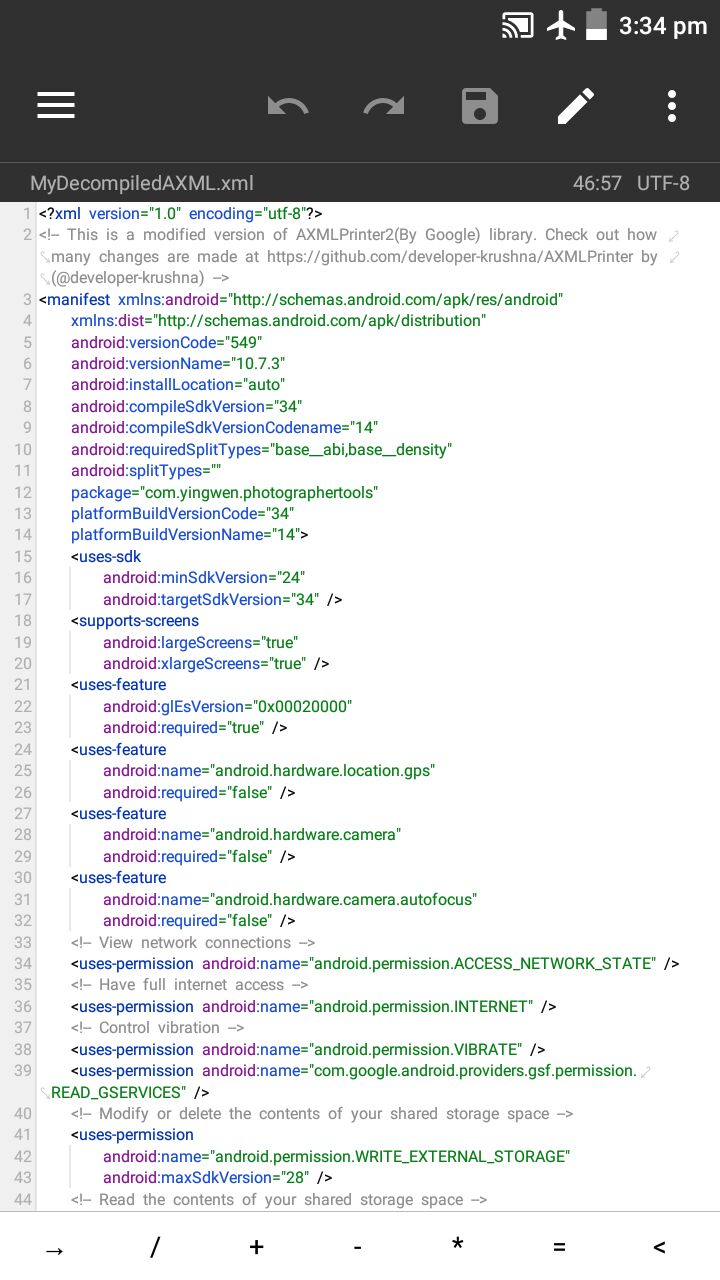 3:34 pm
MyDecompiledAXML.xml 46:57 UTF-8
1 <?xml version="1.0" encoding="utf-8"?>
2 <!-- This is a modified version of AXMLPrinter2(By Google) library. Check out how
many changes are made at https://github.com/developer-krushna/AXMLPrinter by
(@developer-krushna) -->
3 <manifest xmlns:android="http://schemas.android.com/apk/res/android"
4 xmlns:dist="http://schemas.android.com/apk/distribution"
5 android:versionCode="549"
6 android:versionName="10.7.3"
7 android:installLocation="auto"
8 android:compileSdkVersion="34"
9 android:compileSdkVersionCodename="14"
10 android:requiredSplitTypes="base__abi,base__density"
11 android:splitTypes=""
12 package="com.yingwen.photographertools"
13 platformBuildVersionCode="34"
14 platformBuildVersionName="14">
15 <uses-sdk
16 android:minSdkVersion="24"
17 android:targetSdkVersion="34" />
18 <supports-screens
19 android:largeScreens="true"
20 android:xlargeScreens="true" />
21 <uses-feature
22 android:glEsVersion="0x00020000"
23 android:required="true" />
24 <uses-feature
25 android:name="android.hardware.location.gps"
26 android:required="false" />
27 <uses-feature
28 android:name="android.hardware.camera"
29 android:required="false" />
30 <uses-feature
31 android:name="android.hardware.camera.autofocus"
32 android:required="false" />
33 <!-- View network connections -->
34 <uses-permission android:name="android.permission.ACCESS_NETWORK_STATE" />
35 <!-- Have full internet access -->
36 <uses-permission android:name="android.permission.INTERNET" />
37 <!-- Control vibration -->
38 <uses-permission android:name="android.permission.VIBRATE" />
39 <uses-permission android:name="com.google.android.providers.gsf.permission.
READ_GSERVICES" />
40 <!-- Modify or delete the contents of your shared storage space -->
41 <uses-permission
42 android:name="android.permission.WRITE_EXTERNAL_STORAGE"
43 android:maxSdkVersion="28" />
44 <!-- Read the contents of your shared storage space -->
→ / + - * = <